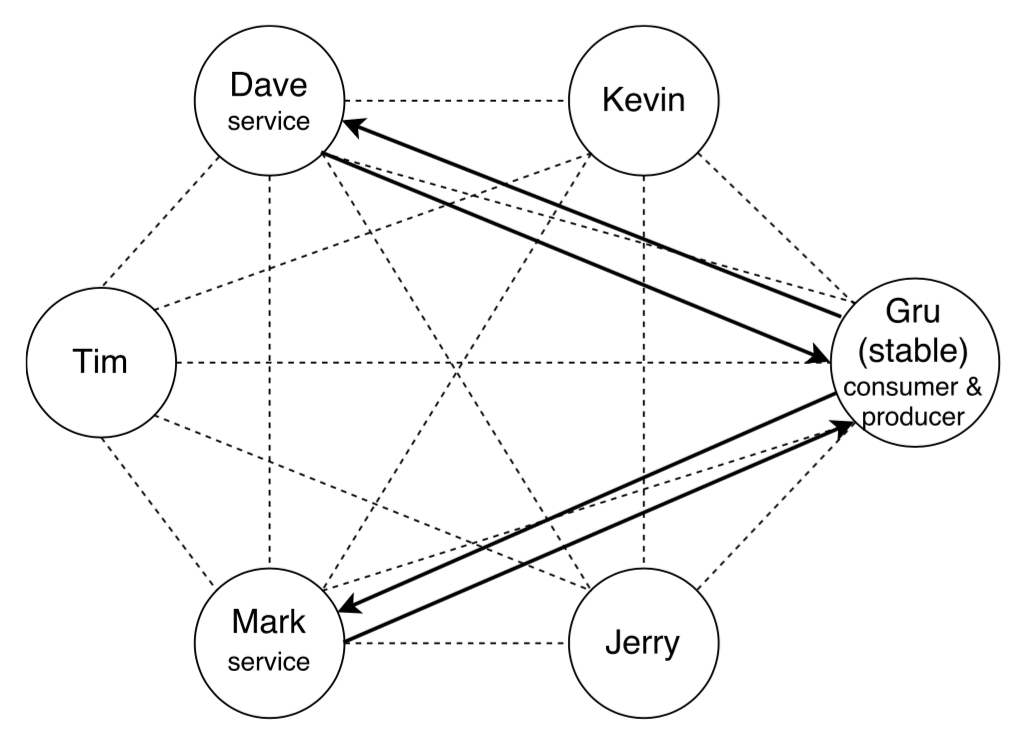 Dave
service
Kevin
Tim
Gru
(stable)
consumer &
producer
Mark
service
Jerry